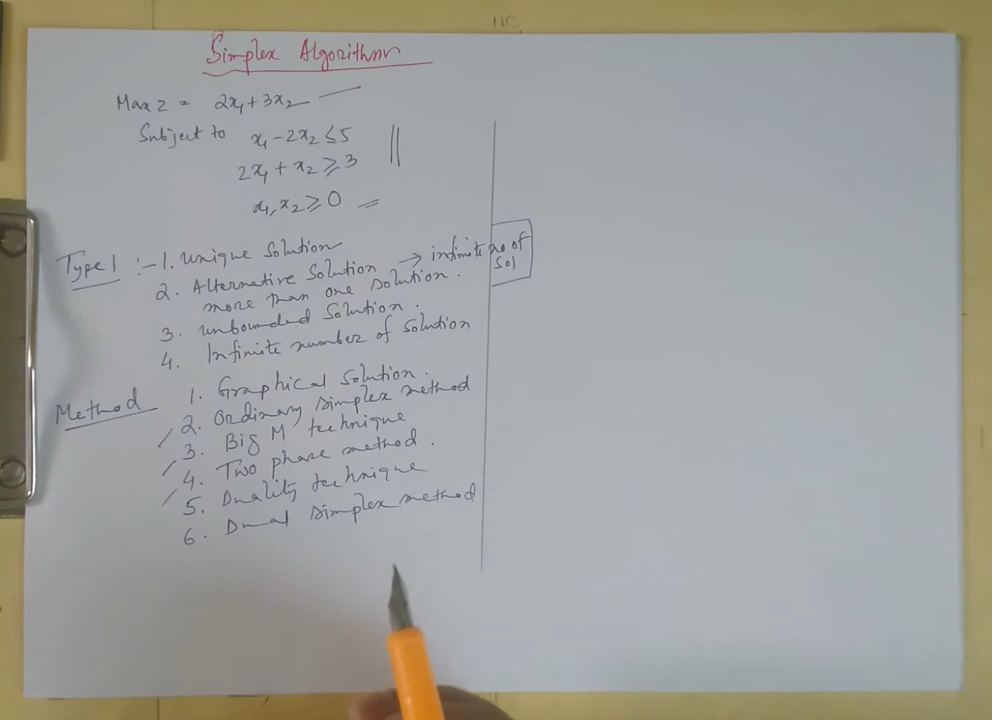 Simplex Algorithm
Max Z = 2x₁ + 3x₂
Subject to x₁ - 2x₂ ≤ 5
2x₁ + x₂ ≥ 3
x₁, x₂ ≥ 0
Type 1 :- 1. Unique Solution
2. Alternative Solution → infinite no of sol
more than one solution.
3. unbounded Solution.
4. Infinite number of solution
Method 1. Graphical Solution.
2. Ordinary simplex method
3. Big M technique
4. Two phase method.
5. Duality technique
6. Dual simplex method